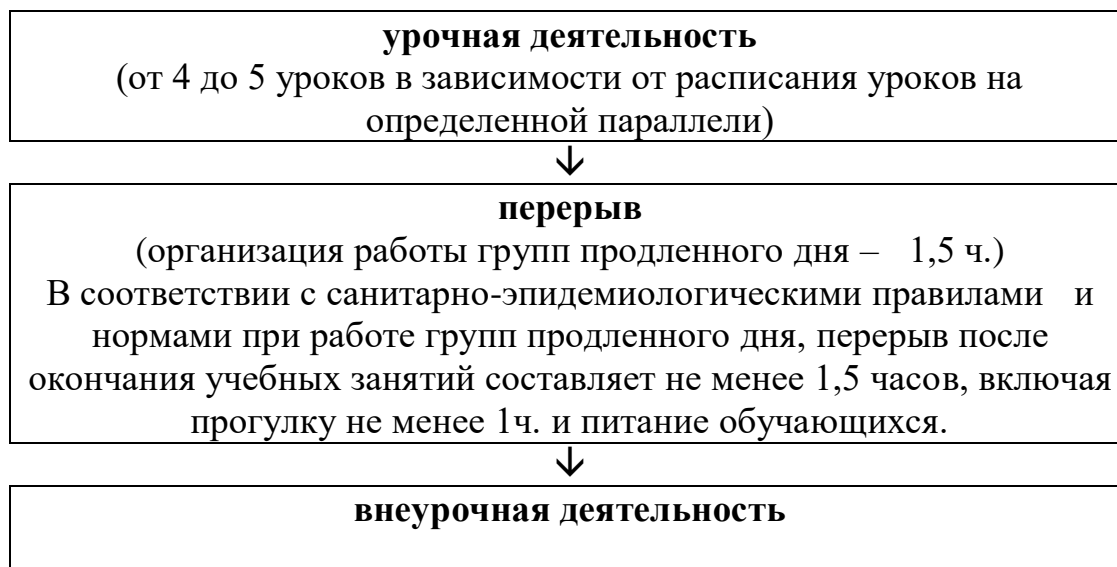 урочная деятельность
(от 4 до 5 уроков в зависимости от расписания уроков на
определенной параллели)
↓
перерыв
(организация работы групп продленного дня – 1,5 ч.)
В соответствии с санитарно-эпидемиологическими правилами и
нормами при работе групп продленного дня, перерыв после
окончания учебных занятий составляет не менее 1,5 часов, включая
прогулку не менее 1ч. и питание обучающихся.
↓
внеурочная деятельность